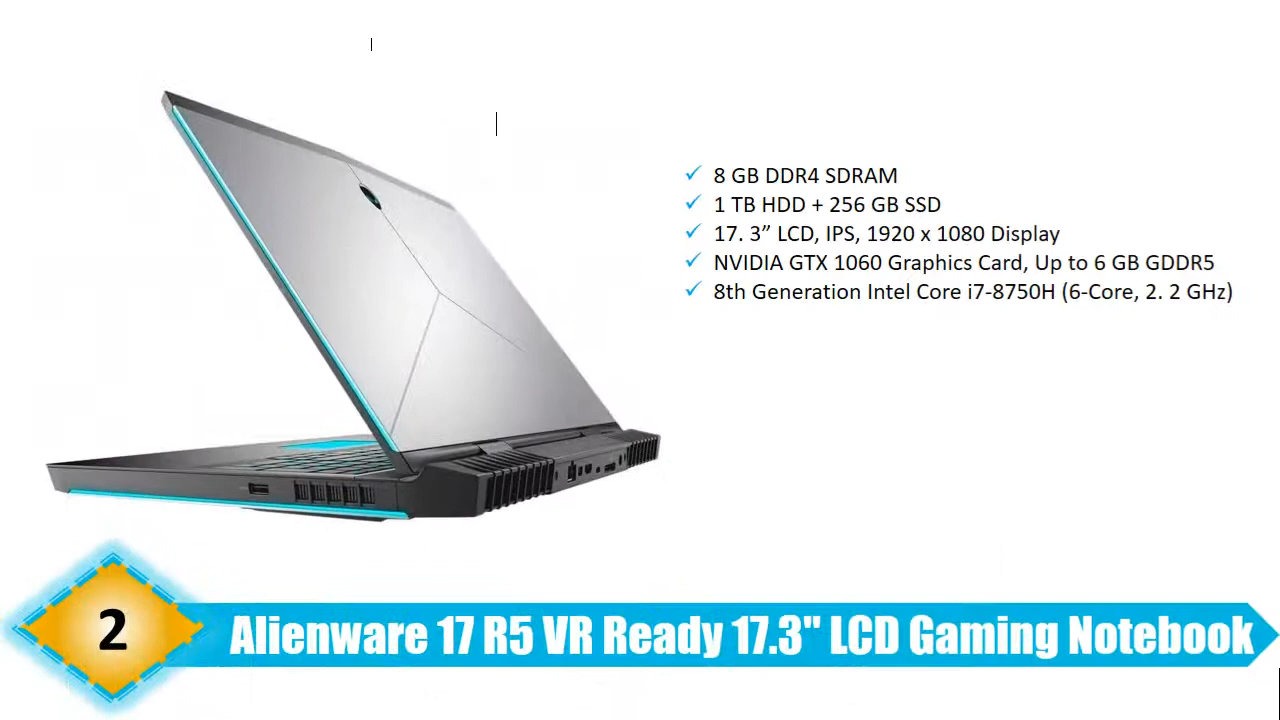 8 GB DDR4 SDRAM
1 TB HDD + 256 GB SSD
17. 3” LCD, IPS, 1920 x 1080 Display
NVIDIA GTX 1060 Graphics Card, Up to 6 GB GDDR5
8th Generation Intel Core i7-8750H (6-Core, 2. 2 GHz)
2
Alienware 17 R5 VR Ready 17.3" LCD Gaming Notebook